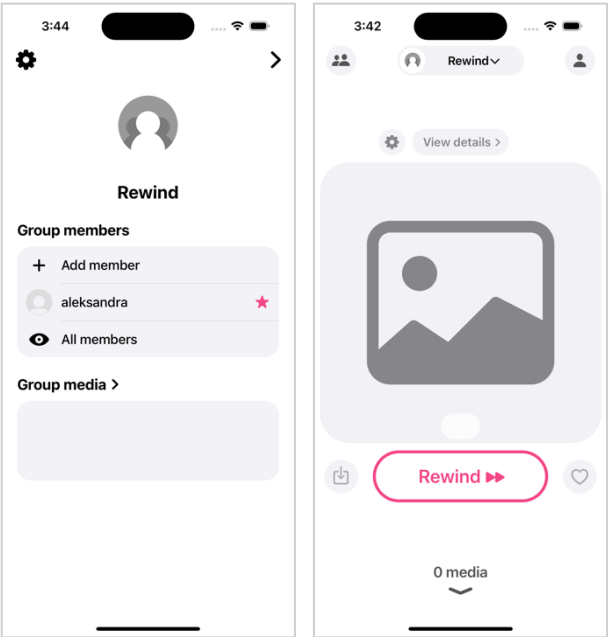 3:44
Rewind
Group members
Add member
aleksandra
All members
Group media >
3:42
Rewind
View details >
Rewind
0 media